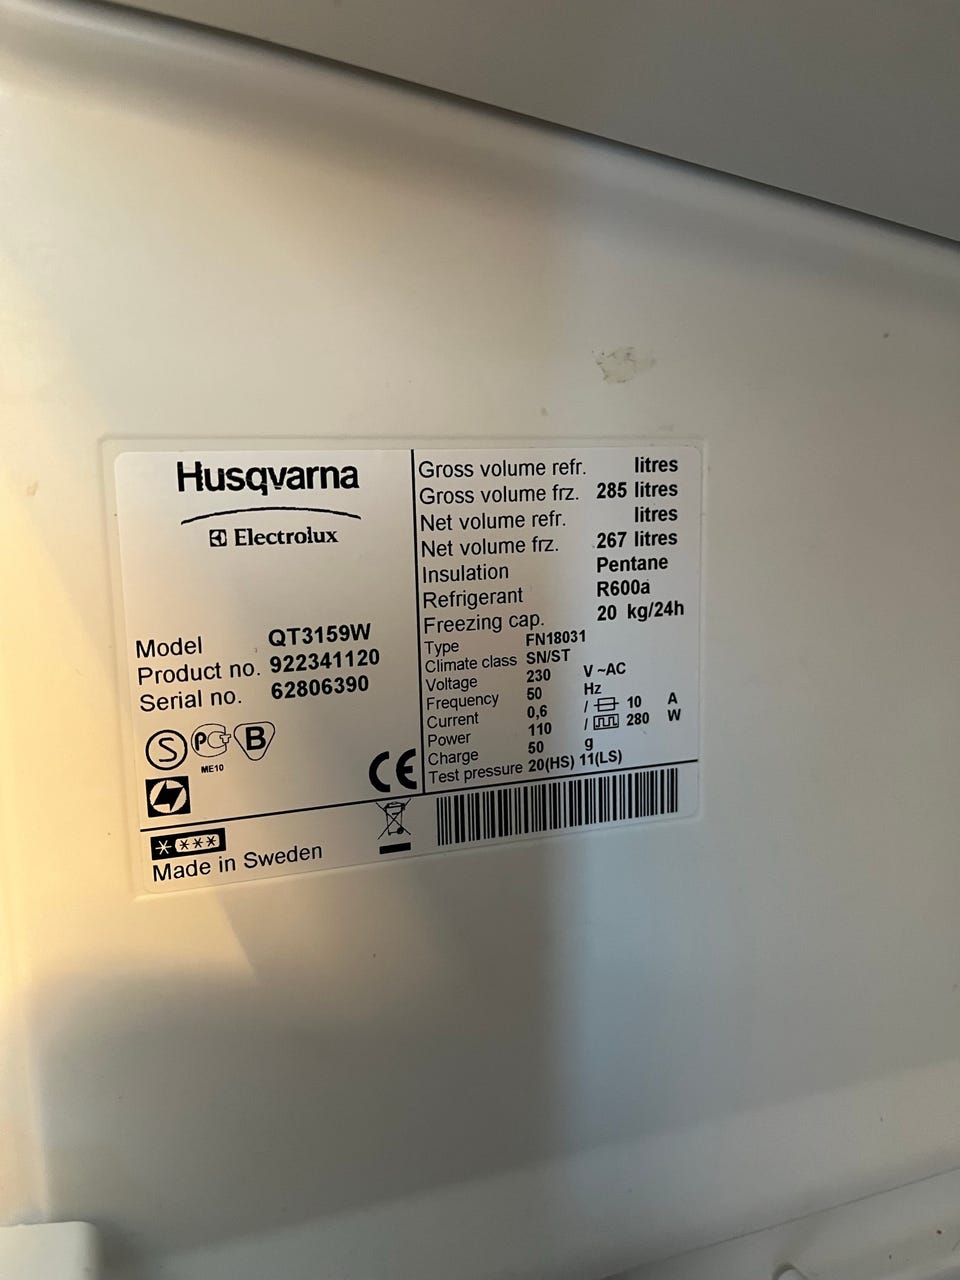 Husqvarna
Electrolux
Model QT3159W
Product no. 922341120
Serial no. 62806390
S PCT B
ME10
CE
Made in Sweden
Gross volume refr. litres
Gross volume frz. 285 litres
Net volume refr. litres
Net volume frz. 267 litres
Insulation Pentane
Refrigerant R600a
Freezing cap. 20 kg/24h
Type FN18031
Climate class SN/ST
Voltage 230 V ~AC
Frequency 50 Hz
Current 0,6 / 10 A
Power 110 / 280 W
Charge 50 g
Test pressure 20(HS) 11(LS)